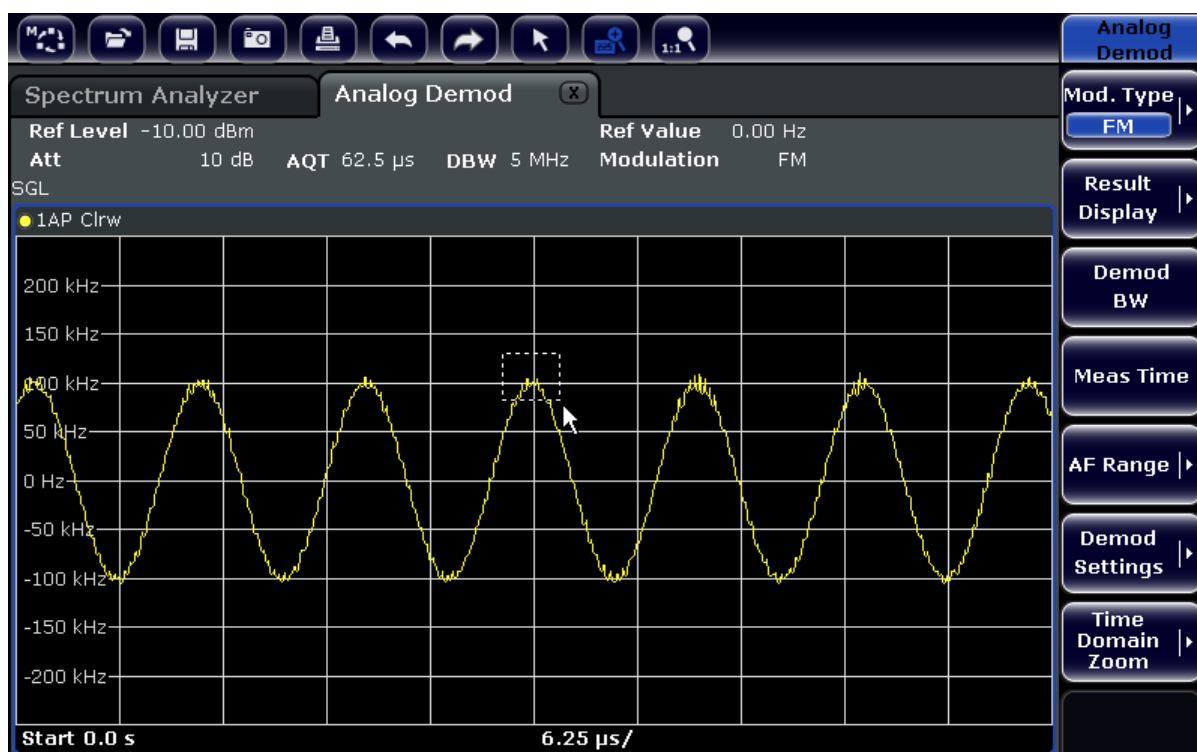 M
1:1
Analog
Demod
Spectrum Analyzer
Analog Demod
X
Mod. Type
FM
Ref Level -10.00 dBm
Ref Value 0.00 Hz
Att 10 dB AQT 62.5 µs DBW 5 MHz Modulation FM
SGL
1AP Clrw
200 kHz
150 kHz
100 kHz
50 kHz
0 Hz
-50 kHz
-100 kHz
-150 kHz
-200 kHz
Start 0.0 s
6.25 µs/
Result
Display
Demod
BW
Meas Time
AF Range
Demod
Settings
Time
Domain
Zoom